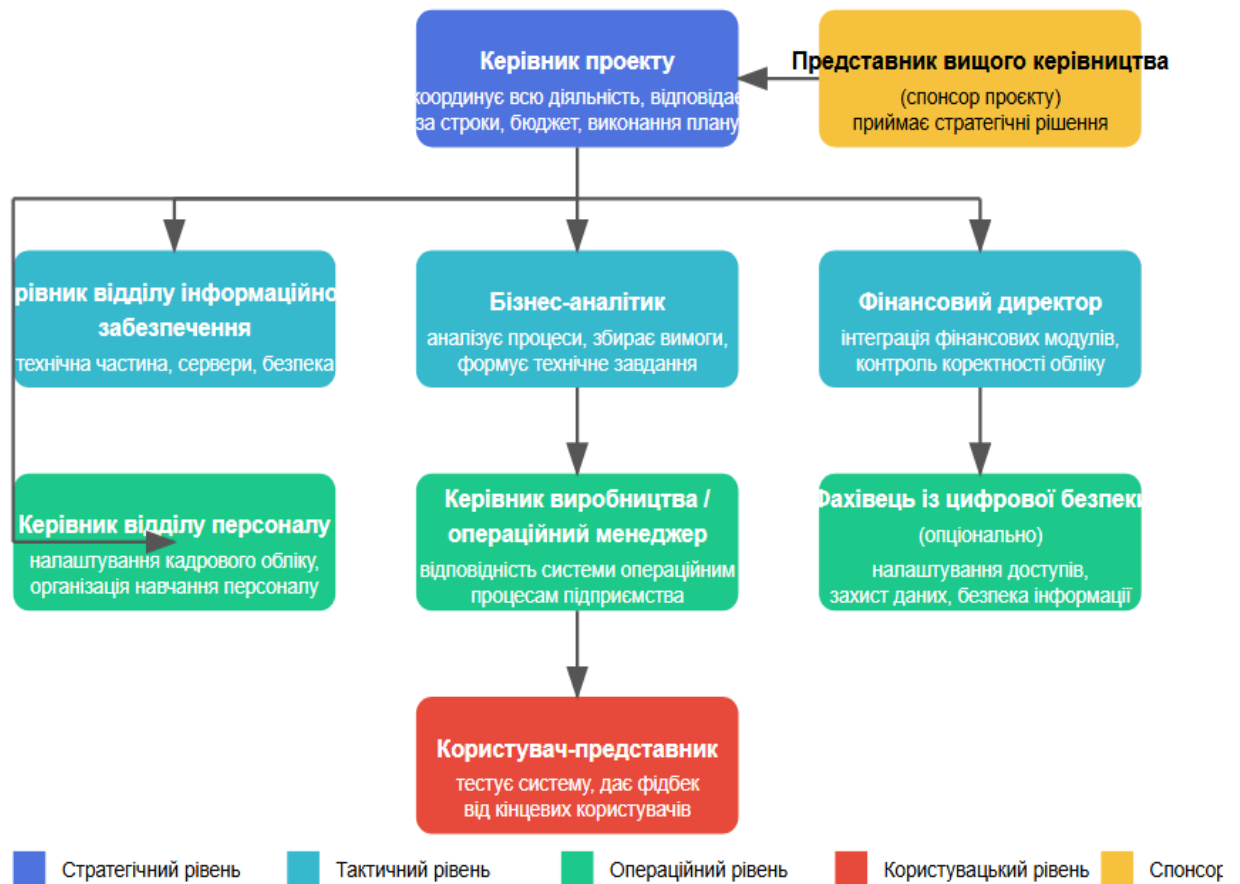 Керівник проекту
координує всю діяльність, відповідає
за строки, бюджет, виконання плану
Представник вищого керівництва
(спонсор проєкту)
приймає стратегічні рішення
рівник відділу інформаційно
забезпечення
технічна частина, сервери, безпека
Бізнес-аналітик
аналізує процеси, збирає вимоги,
формує технічне завдання
Фінансовий директор
інтеграція фінансових модулів,
контроль коректності обліку
Керівник відділу персоналу
налаштування кадрового обліку,
організація навчання персоналу
Керівник виробництва /
операційний менеджер
відповідність системи операційним
процесам підприємства
Фахівець із цифрової безпеки
(опціонально)
налаштування доступів,
захист даних, безпека інформації
Користувач-представник
тестує систему, дає фідбек
від кінцевих користувачів
Стратегічний рівень
Тактичний рівень
Операційний рівень
Користувацький рівень
Спонсор